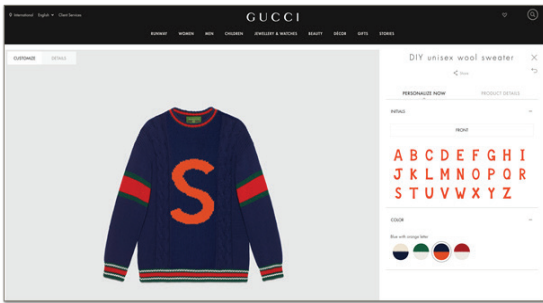 International English Client Services
GUCCI
RUNWAY WOMEN MEN CHILDREN JEWELLERY & WATCHES BEAUTY DÉCOR GIFTS STORIES
CUSTOMIZE DETAILS
DIY unisex wool sweater
Share
PERSONALIZE NOW PRODUCT DETAILS
INITIALS
FRONT
A B C D E F G H I
J K L M N O P Q R
S T U V W X Y Z
COLOR
Blue with orange letter
S